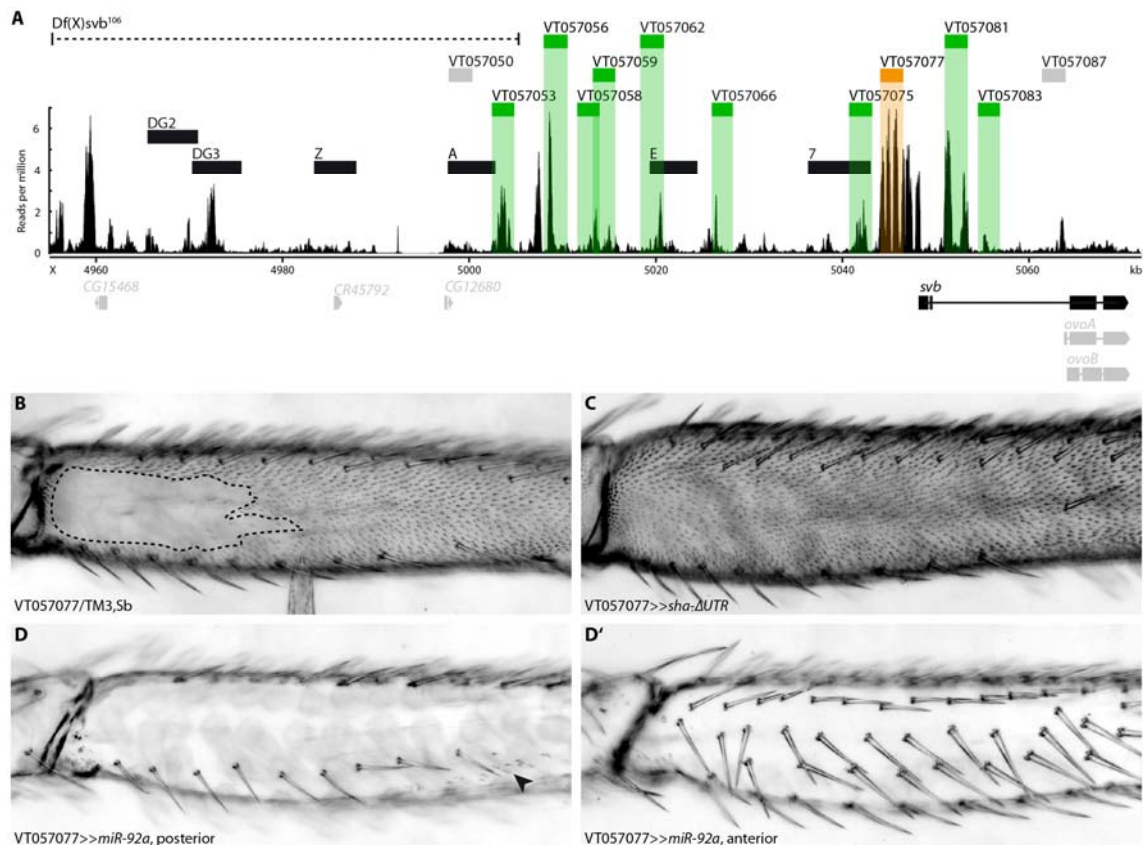 A
Df(X)svb106
VT057056
VT057062
VT057081
VT057050
VT057059
VT057077
VT057087
VT057053
VT057058
VT057066
VT057075
VT057083
DG2
DG3
Z
A
E
7
Reads per million
6
4
2
0
X
4960
4980
5000
5020
5040
5060
kb
CG15468
CR45792
CG12680
svb
ovoA
ovoB
B
VT057077/TM3,Sb
C
VT057077>>sha-ΔUTR
D
VT057077>>miR-92a, posterior
D'
VT057077>>miR-92a, anterior